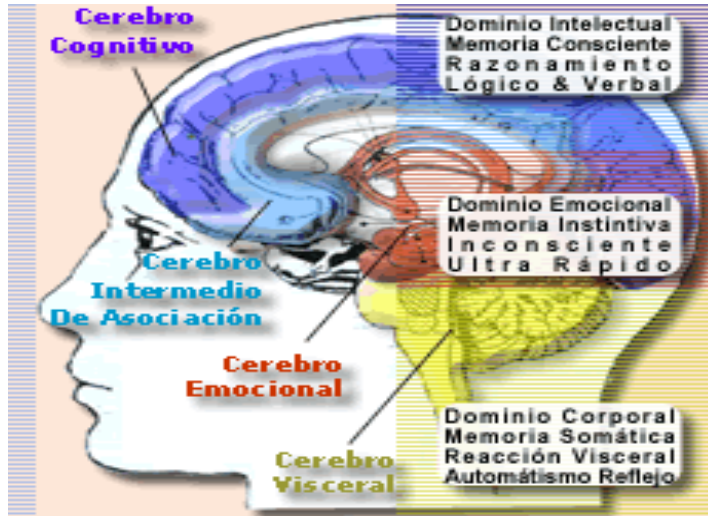 Cerebro
Cognitivo
Dominio Intelectual
Memoria Consciente
Razonamiento
Lógico & Verbal
Dominio Emocional
Memoria Instintiva
Inconsciente
Ultra Rápido
Cerebro
Intermedio
De Asociación
Cerebro
Emocional
Dominio Corporal
Memoria Somática
Reacción Visceral
Automátismo Reflejo
Cerebro
Visceral